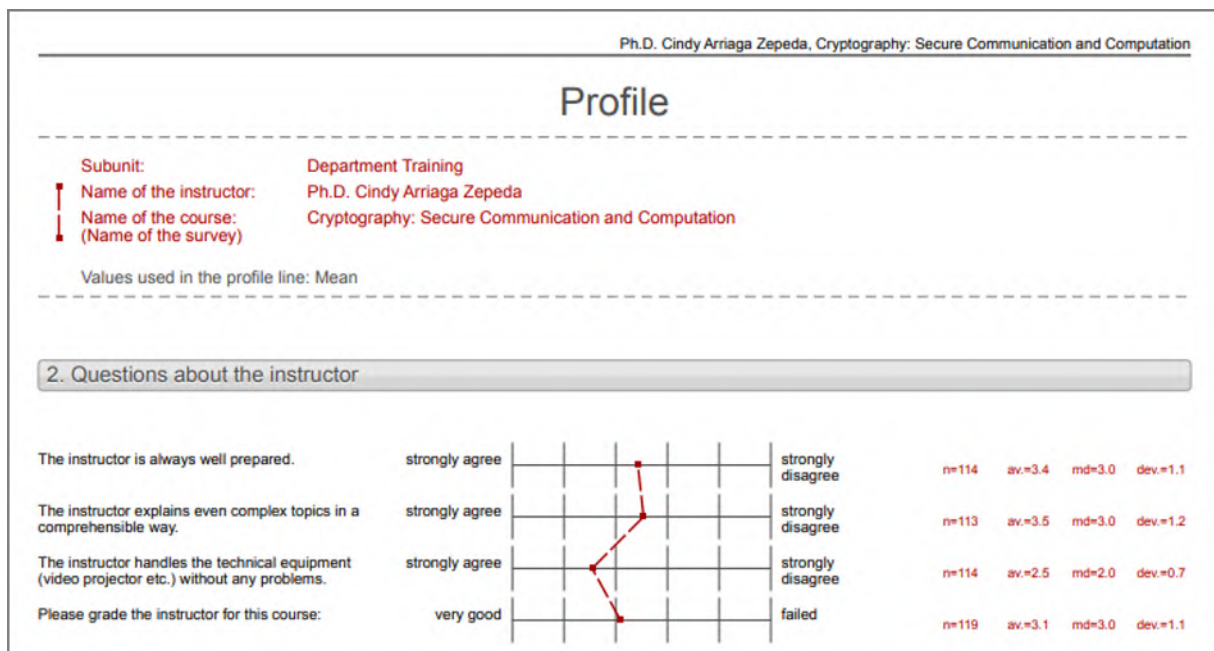 Ph.D. Cindy Arriaga Zepeda, Cryptography: Secure Communication and Computation
Profile
Subunit: Department Training
Name of the instructor: Ph.D. Cindy Arriaga Zepeda
Name of the course: Cryptography: Secure Communication and Computation
(Name of the survey)
Values used in the profile line: Mean
2. Questions about the instructor
The instructor is always well prepared. strongly agree strongly
disagree n=114 av.=3.4 md=3.0 dev.=1.1
The instructor explains even complex topics in a strongly agree strongly
comprehensible way. disagree n=113 av.=3.5 md=3.0 dev.=1.2
The instructor handles the technical equipment strongly agree strongly
(video projector etc.) without any problems. disagree n=114 av.=2.5 md=2.0 dev.=0.7
Please grade the instructor for this course: very good failed n=119 av.=3.1 md=3.0 dev.=1.1